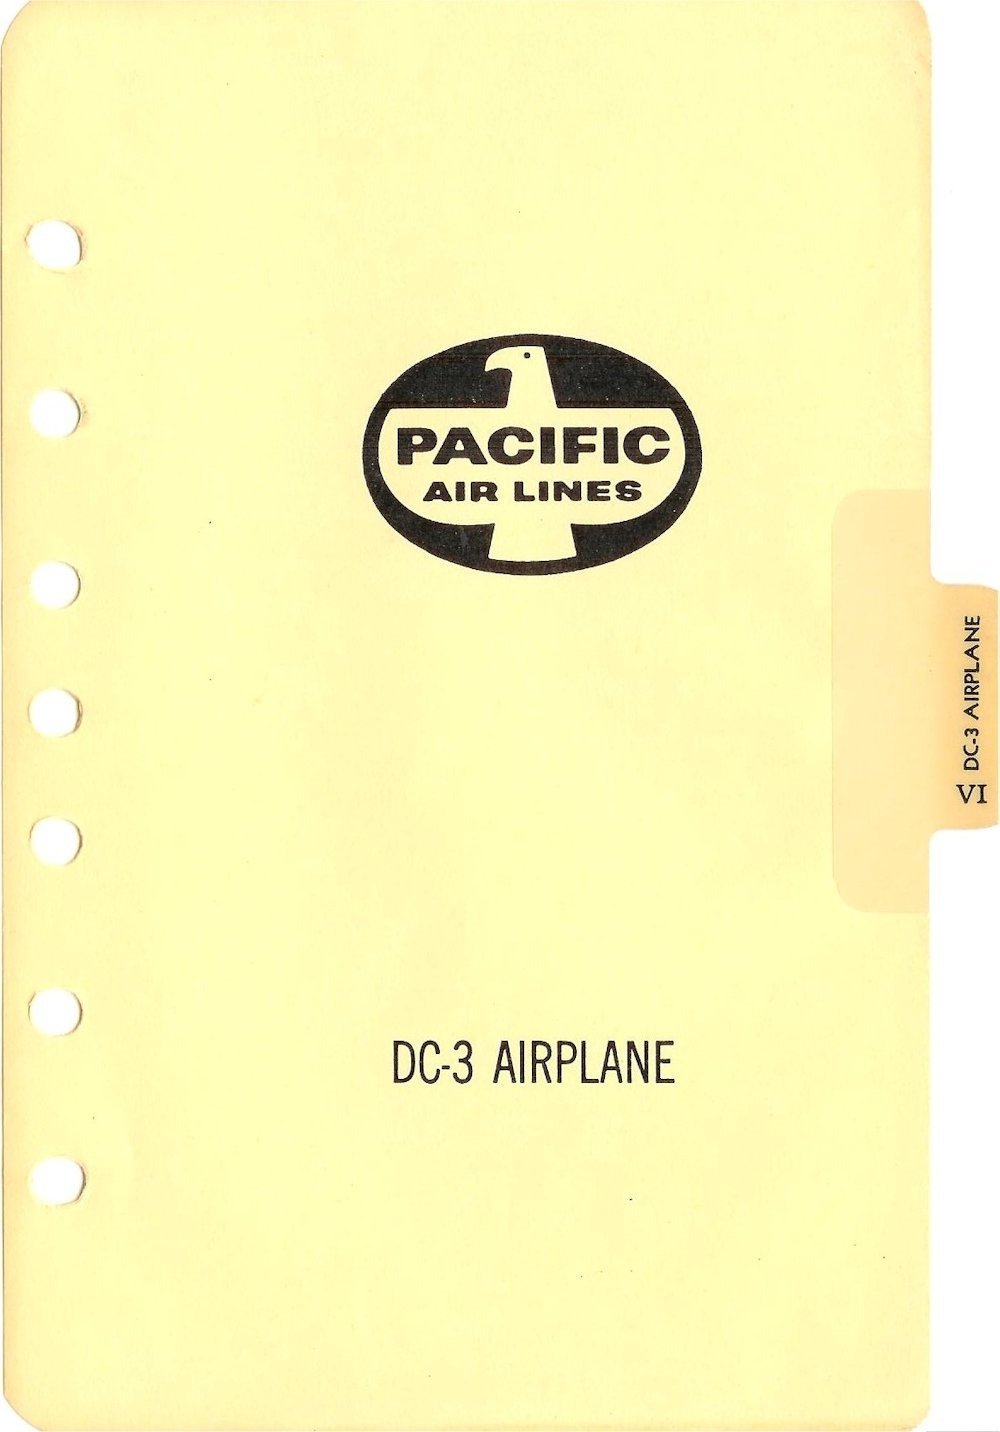 PACIFIC
AIR LINES
VI DC-3 AIRPLANE
DC-3 AIRPLANE